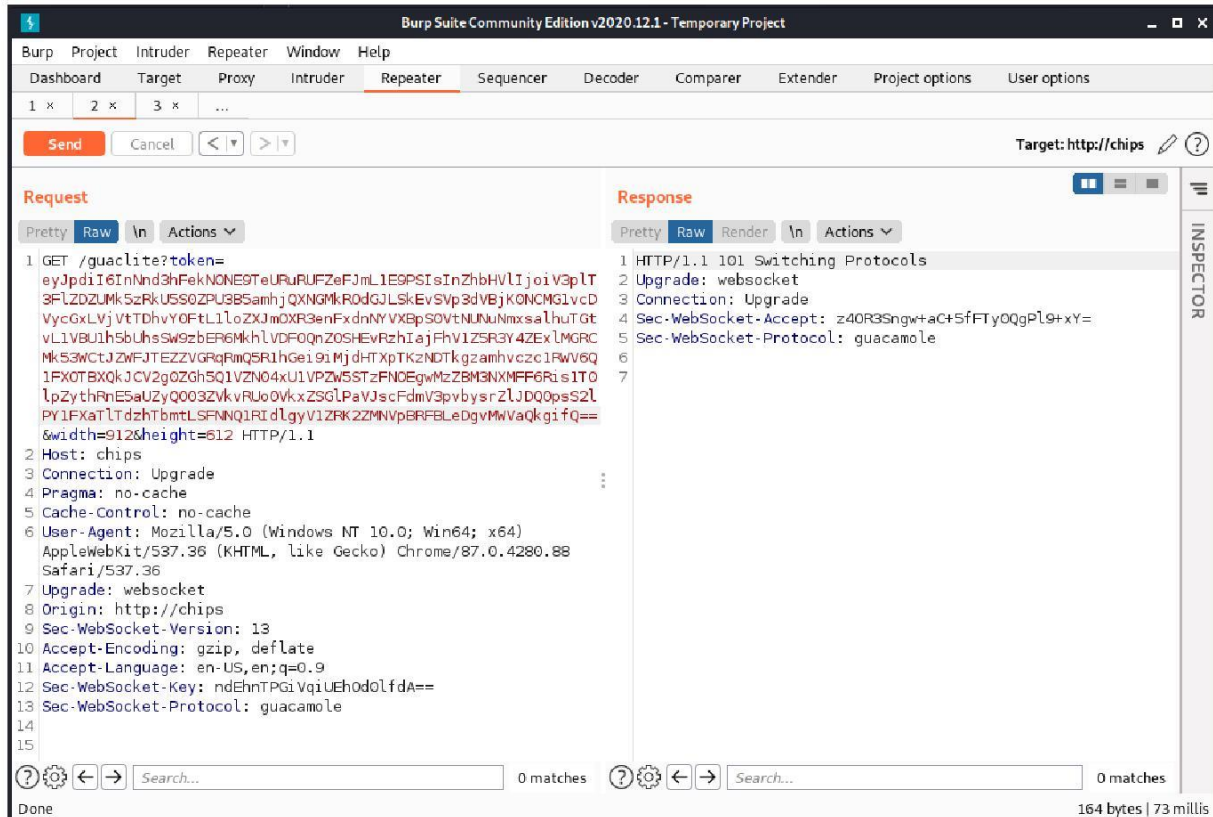 Burp Suite Community Edition v2020.12.1 - Temporary Project
Burp Project Intruder Repeater Window Help
Dashboard Target Proxy Intruder Repeater Sequencer Decoder Comparer Extender Project options User options
1 × 2 × 3 × ...
Send Cancel < > Target: http://chips ?
Request
Pretty Raw \n Actions
1 GET /guaclite?token=
eyJpdiI6InNnd3hFekNONE9TeURuRUFZeFJmL1E9PSIsInZhbHVlIjoiV3plT
3FlZDZUMk5zRkU5S0ZPU3B5amhjQXNGMkR0dGJLSkEvSVp3dVBjK0NCMG1vcD
VycGxLVjVtTDhvY0FtL1loZXJmOXR3enFxdnNYVXBpS0VtNUNuNmxsalhuTGt
vL1VBU1h5bUhsSW9zbER6MkhlVDF0QnZOSHEvRzhIajFhV1Z5R3Y4ZExlMGRC
Mk53WCtJZWFJTEZZVGRqRmQ5R1hGei9iMjdHTXpTKzNDTkgzamhvczc1RWV6Q
1FXOTBXQkJCV2g0ZGh5Q1VZN04xU1VPZW5STzFNOEgwMzZBM3NXMFF6Ris1TO
lpZythRnE5aUZyQ003ZVkvRUo0VkxZSGlPaVJscFdmV3pvbysrZlJDQ0psS2l
PY1FXaTlTdzhTbmtLSFNNQ1RIdlgyV1ZRK2ZMNVpBRFBLeDgvMWVaQkgifQ==
&width=912&height=612 HTTP/1.1
2 Host: chips
3 Connection: Upgrade
4 Pragma: no-cache
5 Cache-Control: no-cache
6 User-Agent: Mozilla/5.0 (Windows NT 10.0; Win64; x64)
AppleWebKit/537.36 (KHTML, like Gecko) Chrome/87.0.4280.88
Safari/537.36
7 Upgrade: websocket
8 Origin: http://chips
9 Sec-WebSocket-Version: 13
10 Accept-Encoding: gzip, deflate
11 Accept-Language: en-US,en;q=0.9
12 Sec-WebSocket-Key: ndEhnTPGiVqiUEhOd0lfdA==
13 Sec-WebSocket-Protocol: guacamole
14
15
? Search... 0 matches
Response
Pretty Raw Render \n Actions
1 HTTP/1.1 101 Switching Protocols
2 Upgrade: websocket
3 Connection: Upgrade
4 Sec-WebSocket-Accept: z4OR3Sngw+aC+5fFTyOQgPl9+xY=
5 Sec-WebSocket-Protocol: guacamole
6
7
? Search... 0 matches
INSPECTOR
Done 164 bytes | 73 millis